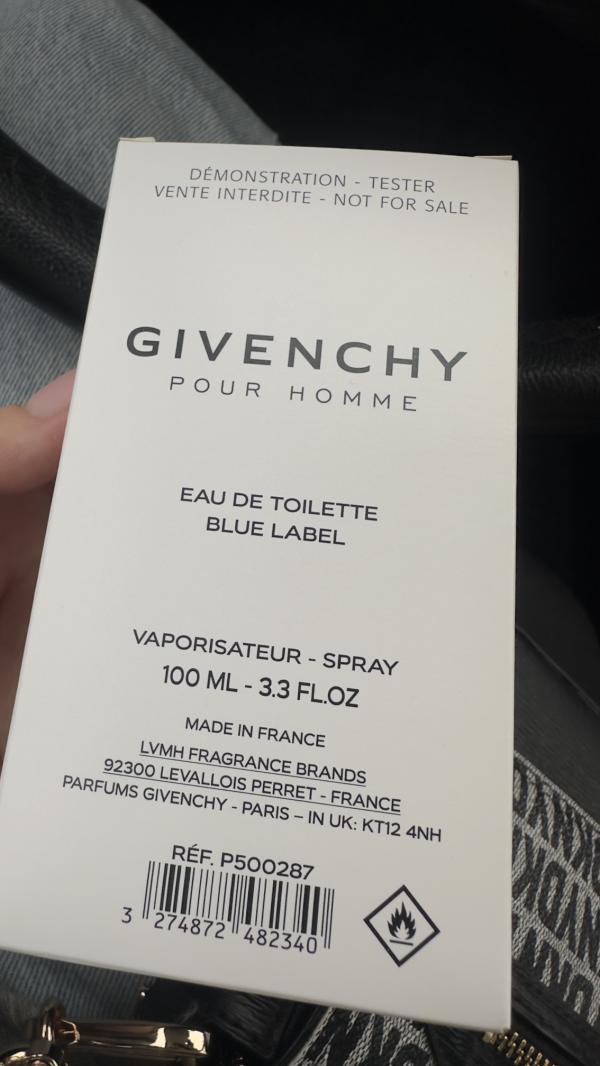 DÉMONSTRATION - TESTER
VENTE INTERDITE - NOT FOR SALE
GIVENCHY
POUR HOMME
EAU DE TOILETTE
BLUE LABEL
VAPORISATEUR - SPRAY
100 ML - 3.3 FL.OZ
MADE IN FRANCE
LVMH FRAGRANCE BRANDS
92300 LEVALLOIS PERRET - FRANCE
PARFUMS GIVENCHY - PARIS – IN UK: KT12 4NH
RÉF. P500287
3 274872 482340